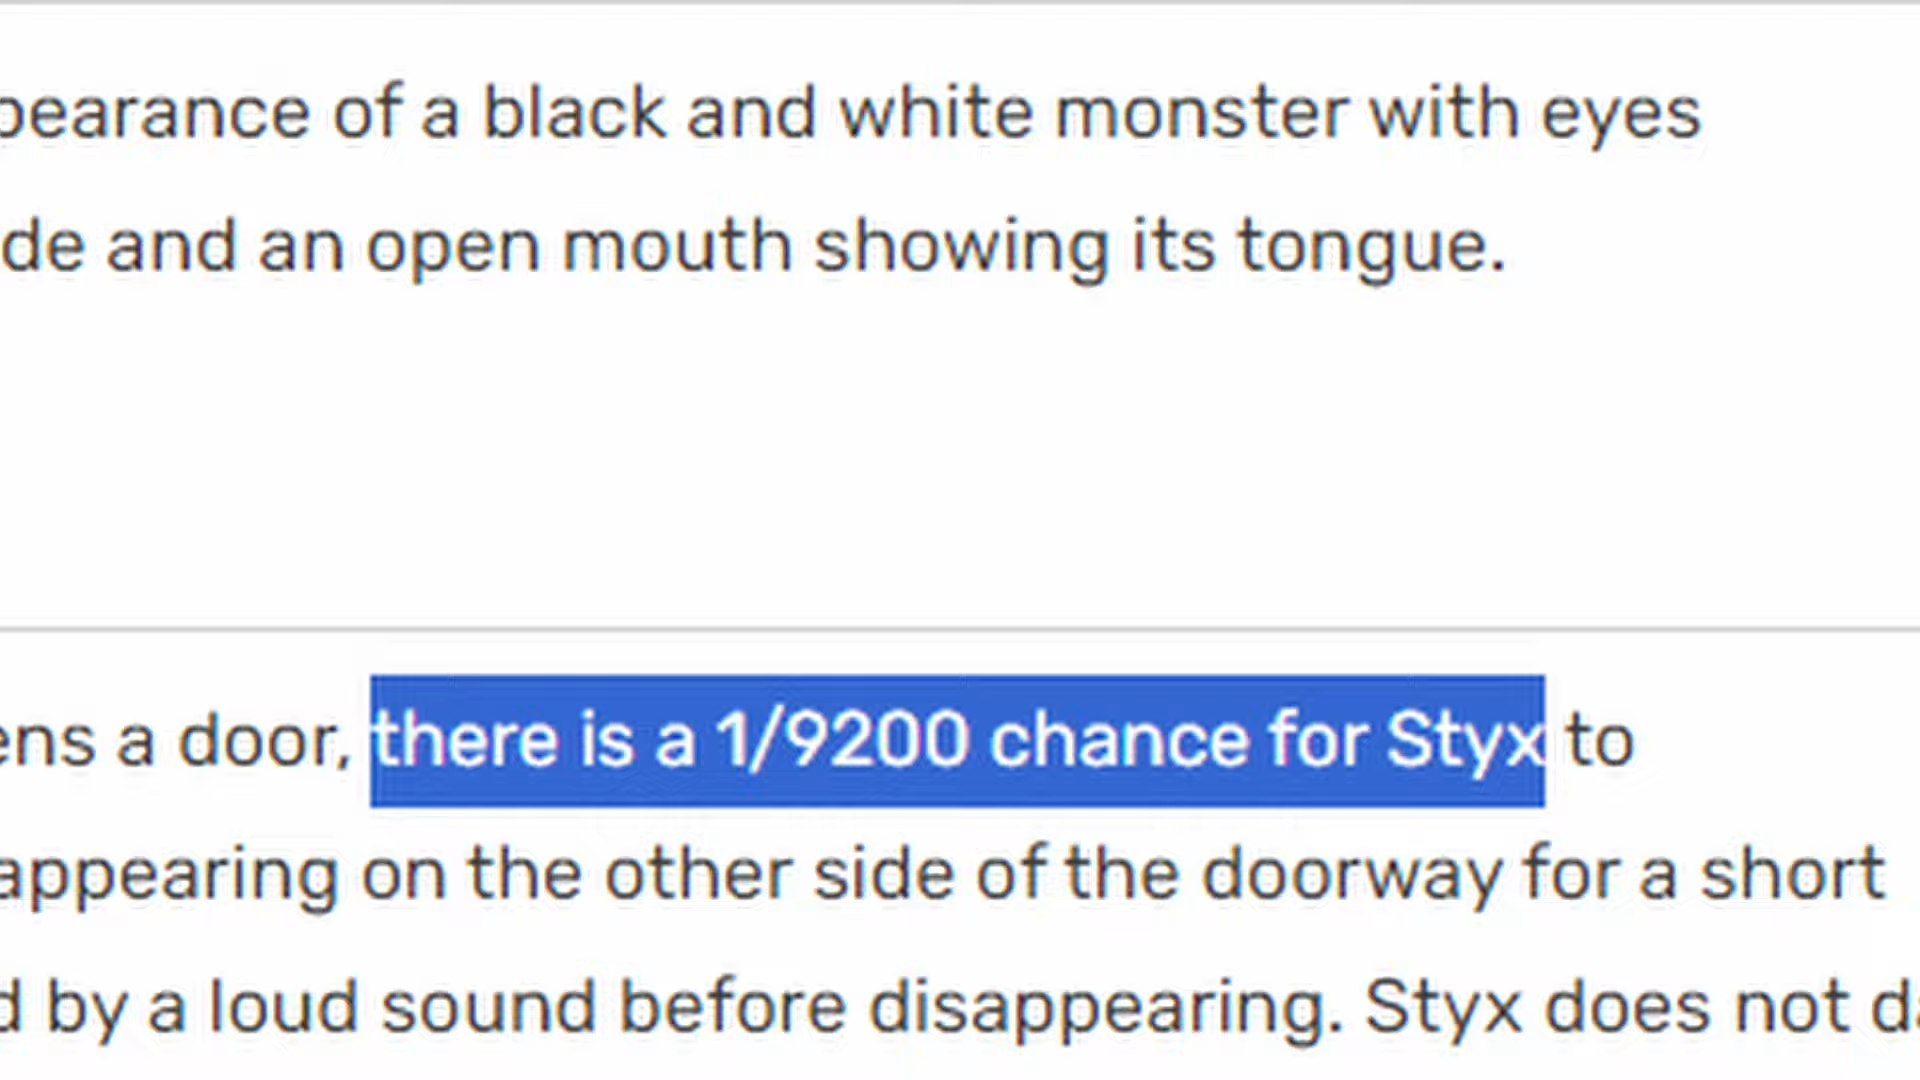 pearance of a black and white monster with eyes
de and an open mouth showing its tongue.
ens a door, there is a 1/9200 chance for Styx to
appearing on the other side of the doorway for a short
d by a loud sound before disappearing. Styx does not da